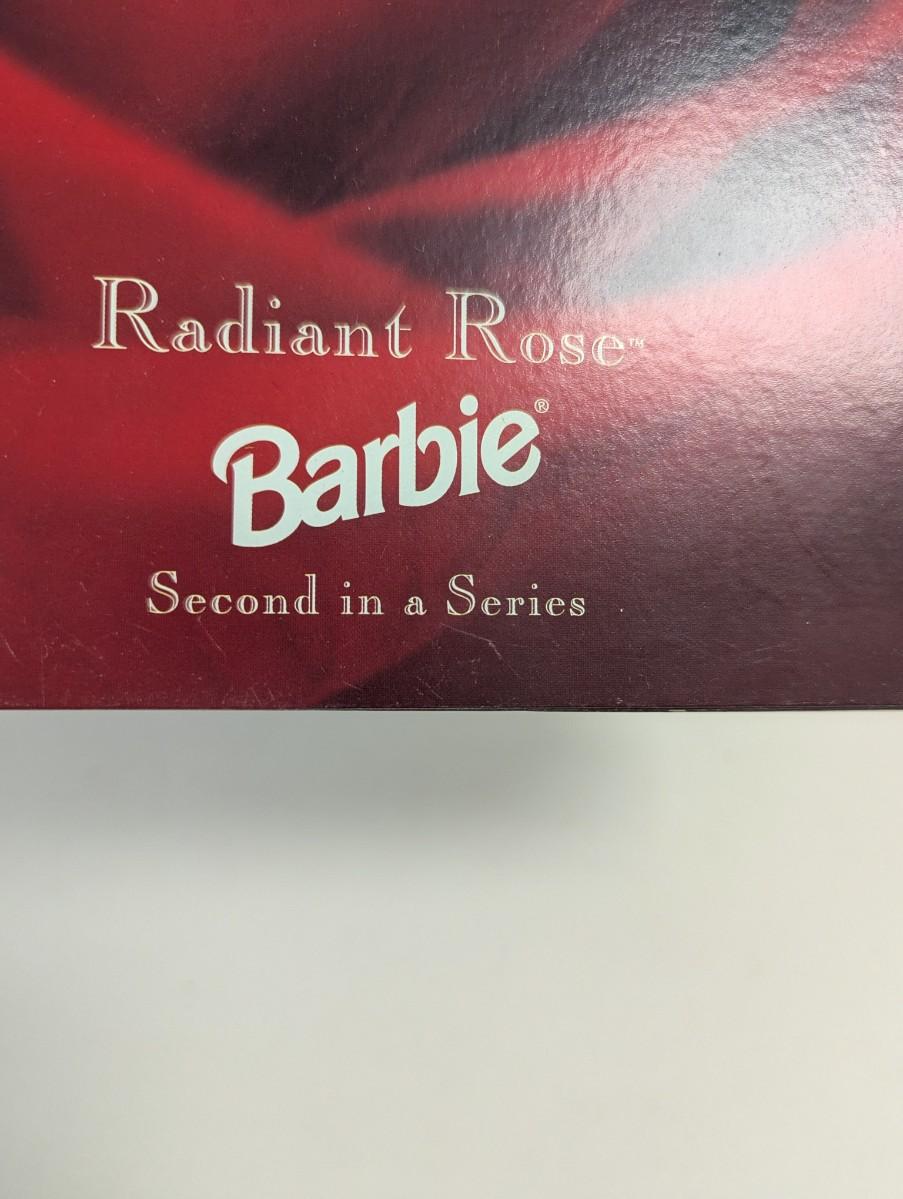 Radiant Rose™
Barbie®
Second in a Series